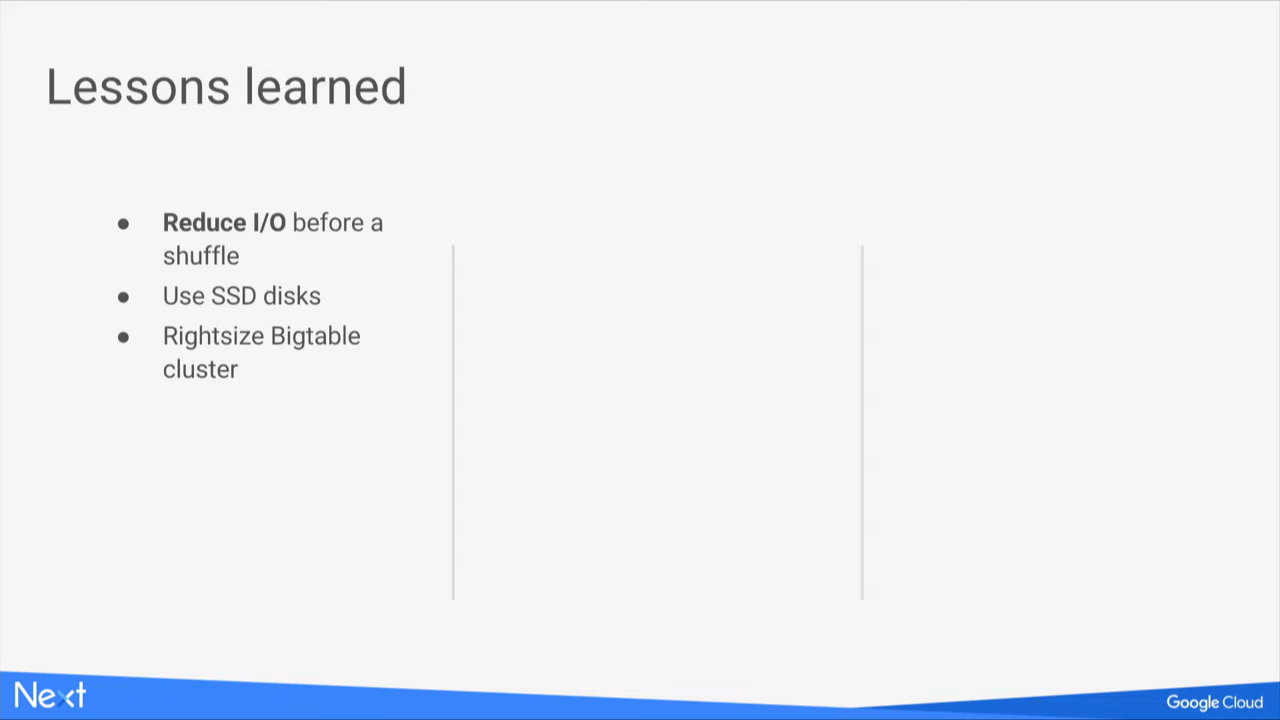 Lessons learned
● Reduce I/O before a
shuffle
● Use SSD disks
● Rightsize Bigtable
cluster
Next
Google Cloud